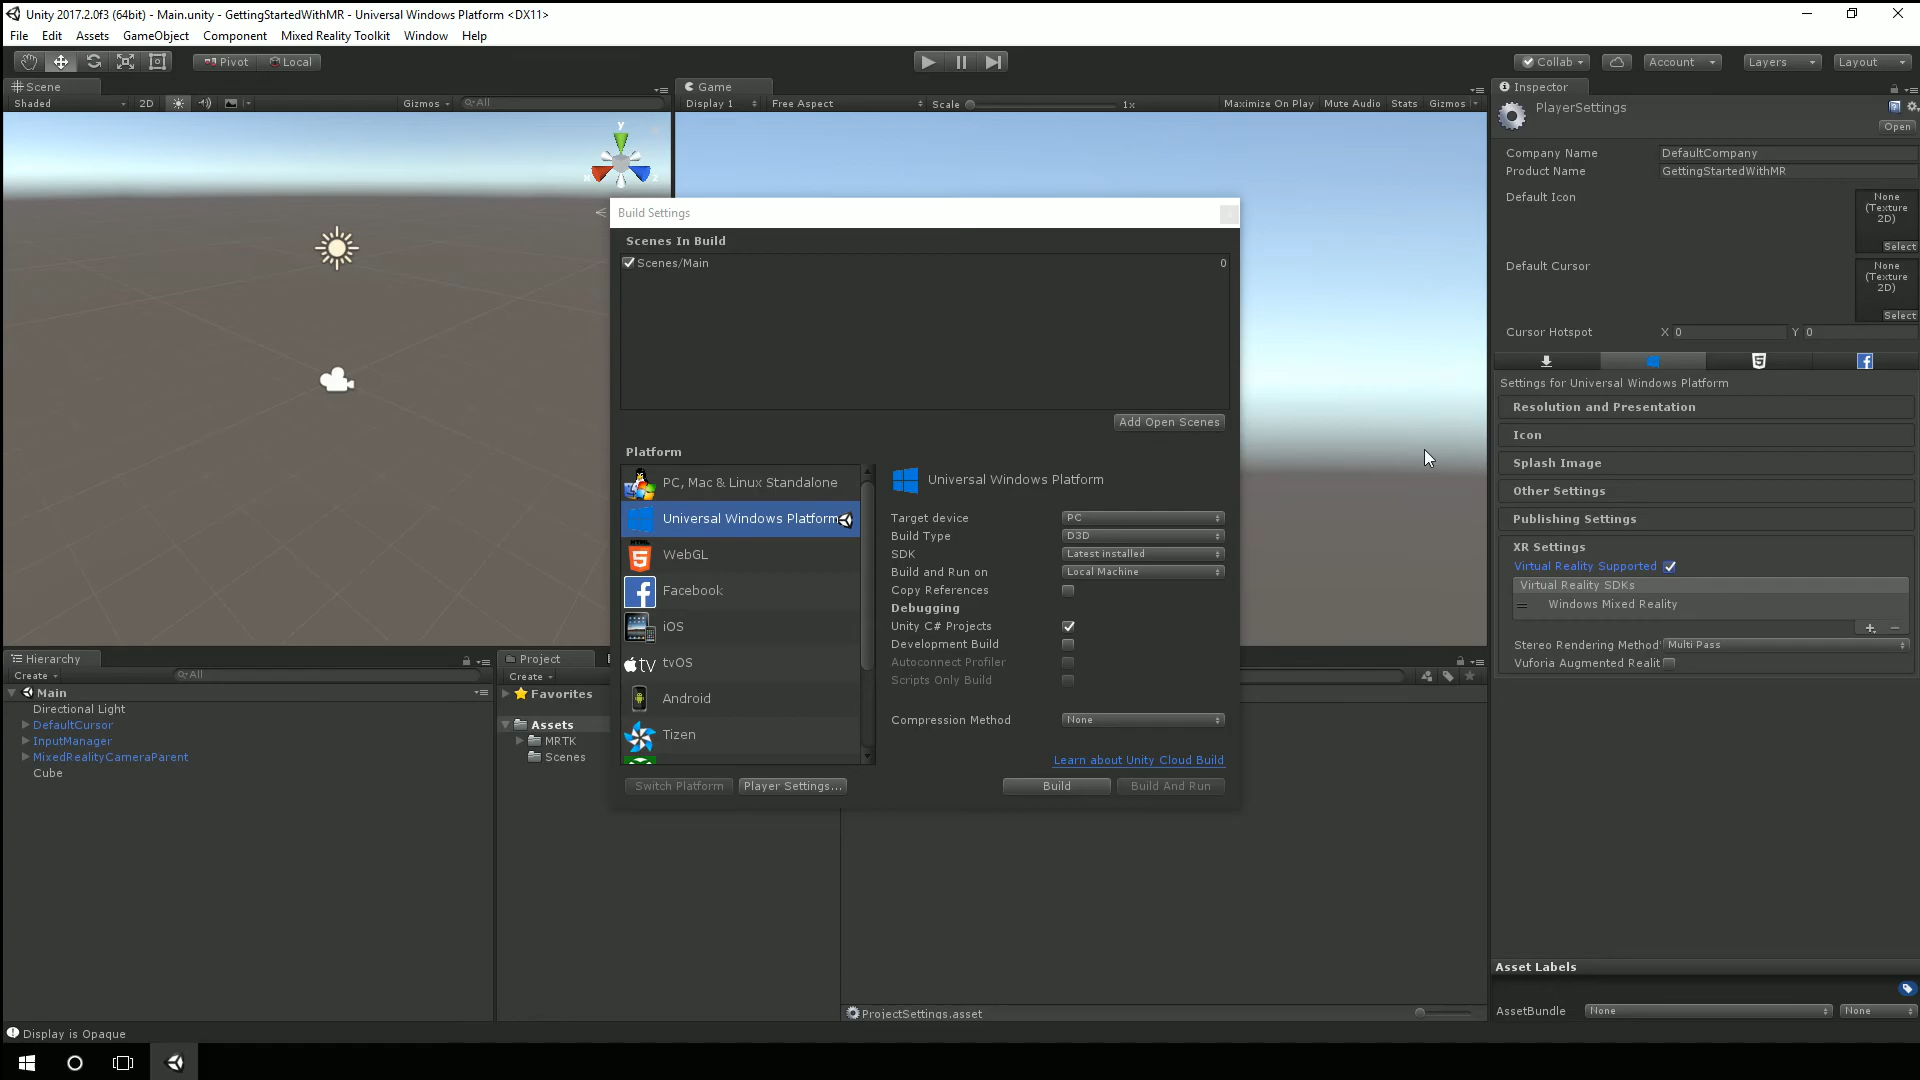 Unity 2017.2.0f3 (64bit) - Main.unity - GettingStartedWithMR - Universal Windows Platform <DX11>
File Edit Assets GameObject Component Mixed Reality Toolkit Window Help
Pivot Local Collab Account Layers Layout
Scene
Shaded 2D Gizmos All
y
x z
Game
Display 1 Free Aspect Scale 1x Maximize On Play Mute Audio Stats Gizmos
Build Settings
Scenes In Build
Scenes/Main 0
Add Open Scenes
Platform
PC, Mac & Linux Standalone
Universal Windows Platform
HTML
5
WebGL
Facebook
iOS
tv tvOS
Android
Tizen
Universal Windows Platform
Target device PC
Build Type D3D
SDK Latest installed
Build and Run on Local Machine
Copy References
Debugging
Unity C# Projects
Development Build
Autoconnect Profiler
Scripts Only Build
Compression Method None
Learn about Unity Cloud Build
Switch Platform Player Settings... Build Build And Run
Hierarchy
Create All
Main
Directional Light
DefaultCursor
InputManager
MixedRealityCameraParent
Cube
Project
Create
Favorites
Assets
MRTK
Scenes
ProjectSettings.asset
Inspector
PlayerSettings
Open
Company Name DefaultCompany
Product Name GettingStartedWithMR
Default Icon
None
(Texture
2D)
Select
Default Cursor
None
(Texture
2D)
Select
Cursor Hotspot X 0 Y 0
Settings for Universal Windows Platform
Resolution and Presentation
Icon
Splash Image
Other Settings
Publishing Settings
XR Settings
Virtual Reality Supported
Virtual Reality SDKs
Windows Mixed Reality
Stereo Rendering Method Multi Pass
Vuforia Augmented Realit
Asset Labels
AssetBundle None None
Display is Opaque